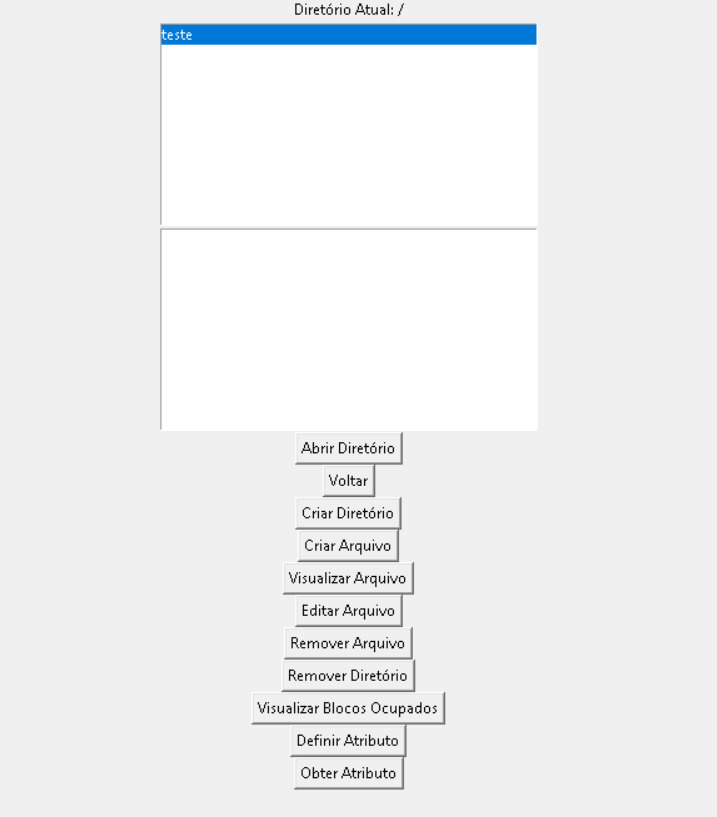 Diretório Atual: /
teste
Abrir Diretório
Voltar
Criar Diretório
Criar Arquivo
Visualizar Arquivo
Editar Arquivo
Remover Arquivo
Remover Diretório
Visualizar Blocos Ocupados
Definir Atributo
Obter Atributo